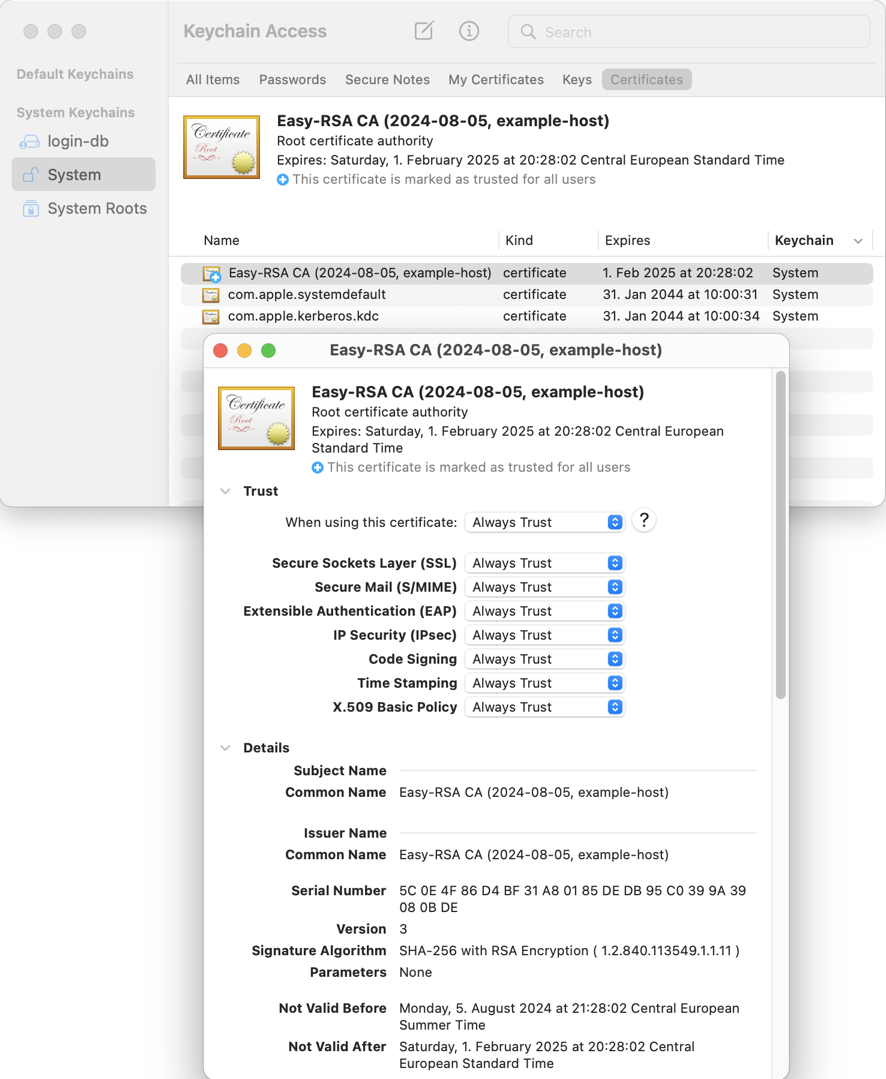 Keychain Access
Search
Default Keychains
System Keychains
login-db
System
System Roots
All Items Passwords Secure Notes My Certificates Keys Certificates
Certificate
Root
Easy-RSA CA (2024-08-05, example-host)
Root certificate authority
Expires: Saturday, 1. February 2025 at 20:28:02 Central European Standard Time
This certificate is marked as trusted for all users
Name Kind Expires Keychain
Easy-RSA CA (2024-08-05, example-host) certificate 1. Feb 2025 at 20:28:02 System
com.apple.systemdefault certificate 31. Jan 2044 at 10:00:31 System
com.apple.kerberos.kdc certificate 31. Jan 2044 at 10:00:34 System
Easy-RSA CA (2024-08-05, example-host)
Certificate
Root
Easy-RSA CA (2024-08-05, example-host)
Root certificate authority
Expires: Saturday, 1. February 2025 at 20:28:02 Central European
Standard Time
This certificate is marked as trusted for all users
Trust
When using this certificate: Always Trust ?
Secure Sockets Layer (SSL) Always Trust
Secure Mail (S/MIME) Always Trust
Extensible Authentication (EAP) Always Trust
IP Security (IPsec) Always Trust
Code Signing Always Trust
Time Stamping Always Trust
X.509 Basic Policy Always Trust
Details
Subject Name
Common Name Easy-RSA CA (2024-08-05, example-host)
Issuer Name
Common Name Easy-RSA CA (2024-08-05, example-host)
Serial Number 5C 0E 4F 86 D4 BF 31 A8 01 85 DE DB 95 C0 39 9A 39
08 0B DE
Version 3
Signature Algorithm SHA-256 with RSA Encryption ( 1.2.840.113549.1.1.11 )
Parameters None
Not Valid Before Monday, 5. August 2024 at 21:28:02 Central European
Summer Time
Not Valid After Saturday, 1. February 2025 at 20:28:02 Central
European Standard Time